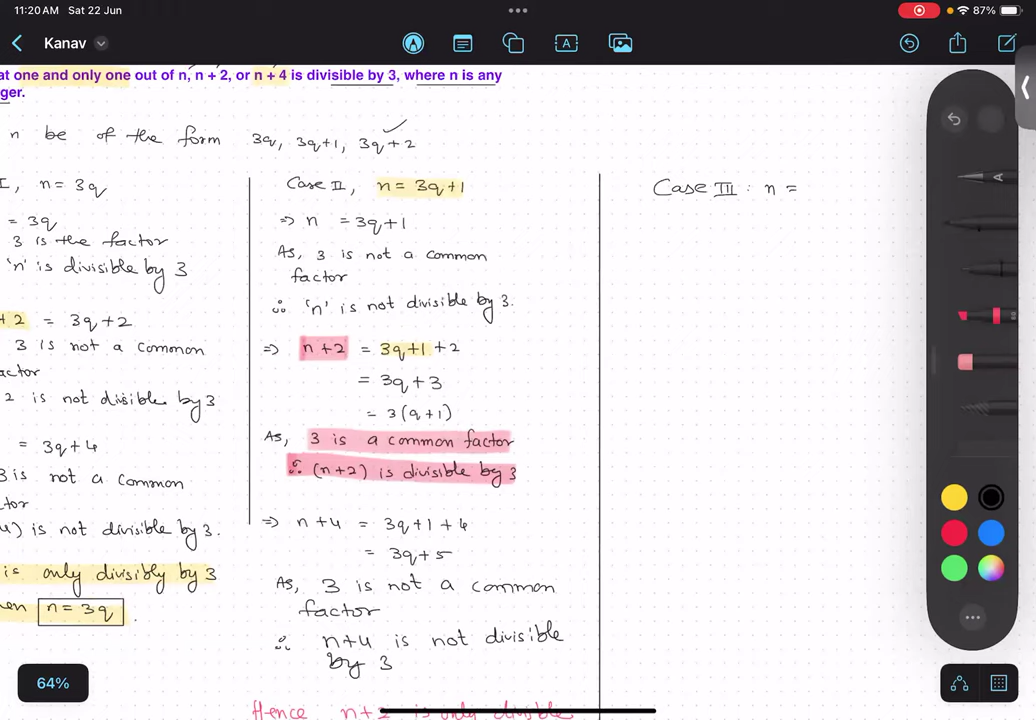 11:20 AM Sat 22 Jun
87%
Kanav
at one and only one out of n, n + 2, or n + 4 is divisible by 3, where n is any
ger.
n be of the form 3q, 3q+1, 3q+2
I, n = 3q
= 3q
3 is the factor
'n' is divisible by 3
+ 2 = 3q+2
3 is not a common
actor
2 is not disible by 3
= 3q+4
3 is not a common
tor
4) is not divisible by 3.
is only divisibly by 3
hen n = 3q.
Case II, n = 3q+1
⇒ n = 3q+1
As, 3 is not a common
factor
∴ 'n' is not divisible by 3.
⇒ n+2 = 3q+1+2
= 3q+3
= 3(q+1)
As, 3 is a common factor
∴ (n+2) is divisible by 3
⇒ n+4 = 3q+1+4
= 3q+5
As, 3 is not a common
factor
∴ n+4 is not divisible
by 3
Hence n+2 is only divisible
Case III : n =
64%